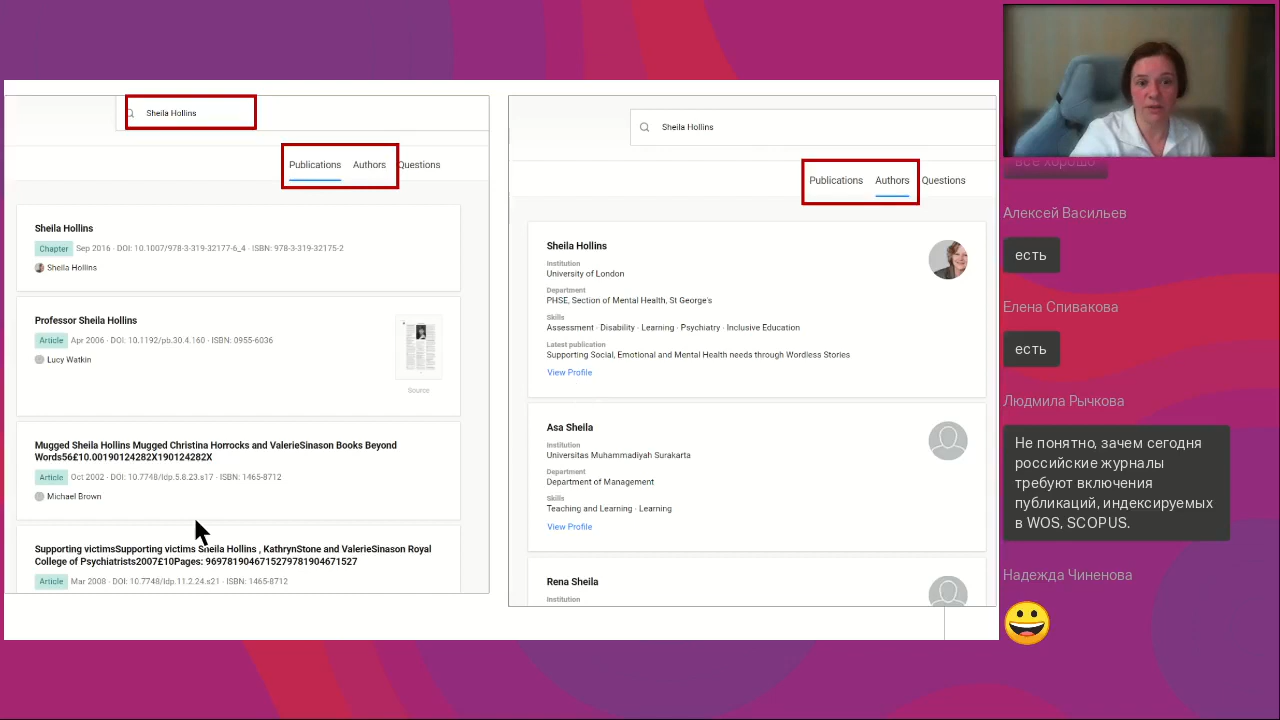 Sheila Hollins
Publications Authors Questions
Sheila Hollins
Chapter Sep 2016 · DOI: 10.1007/978-3-319-32177-6_4 · ISBN: 978-3-319-32175-2
Sheila Hollins
Professor Sheila Hollins
Article Apr 2006 · DOI: 10.1192/pb.30.4.160 · ISBN: 0955-6036
Lucy Watkin
Source
Mugged Sheila Hollins Mugged Christina Horrocks and ValerieSinason Books Beyond
Words56£10.00190124282X190124282X
Article Oct 2002 · DOI: 10.7748/ldp.5.8.23.s17 · ISBN: 1465-8712
Michael Brown
Supporting victimsSupporting victims Sheila Hollins , KathrynStone and ValerieSinason Royal
College of Psychiatrists2007£10Pages: 9697819046715279781904671527
Article Mar 2008 · DOI: 10.7748/ldp.11.2.24.s21 · ISBN: 1465-8712
Sheila Hollins
Publications Authors Questions
Sheila Hollins
Institution
University of London
Department
PHSE, Section of Mental Health, St George's
Skills
Assessment · Disability · Learning · Psychiatry · Inclusive Education
Latest publication
Supporting Social, Emotional and Mental Health needs through Wordless Stories
View Profile
Asa Sheila
Institution
Universitas Muhammadiyah Surakarta
Department
Department of Management
Skills
Teaching and Learning · Learning
View Profile
Rena Sheila
Institution
все хорошо
Алексей Васильев
есть
Елена Спивакова
есть
Людмила Рычкова
Не понятно, зачем сегодня
российские журналы
требуют включения
публикаций, индексируемых
в WOS, SCOPUS.
Надежда Чиненова